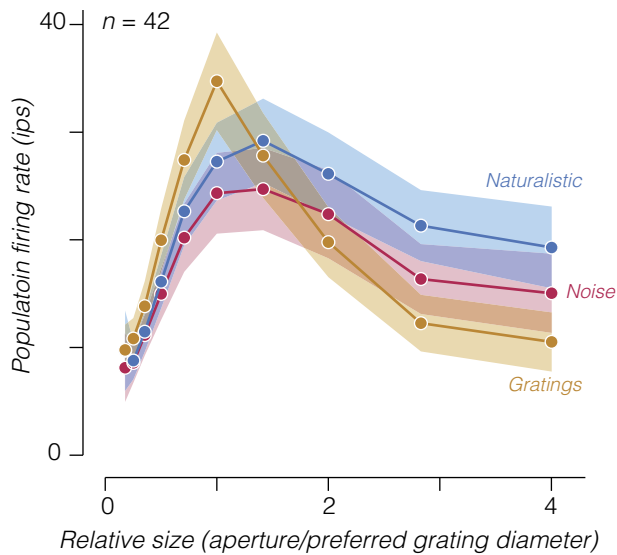 40
n = 42
Populatoin firing rate (ips)
Naturalistic
Noise
Gratings
0
0
2
4
Relative size (aperture/preferred grating diameter)